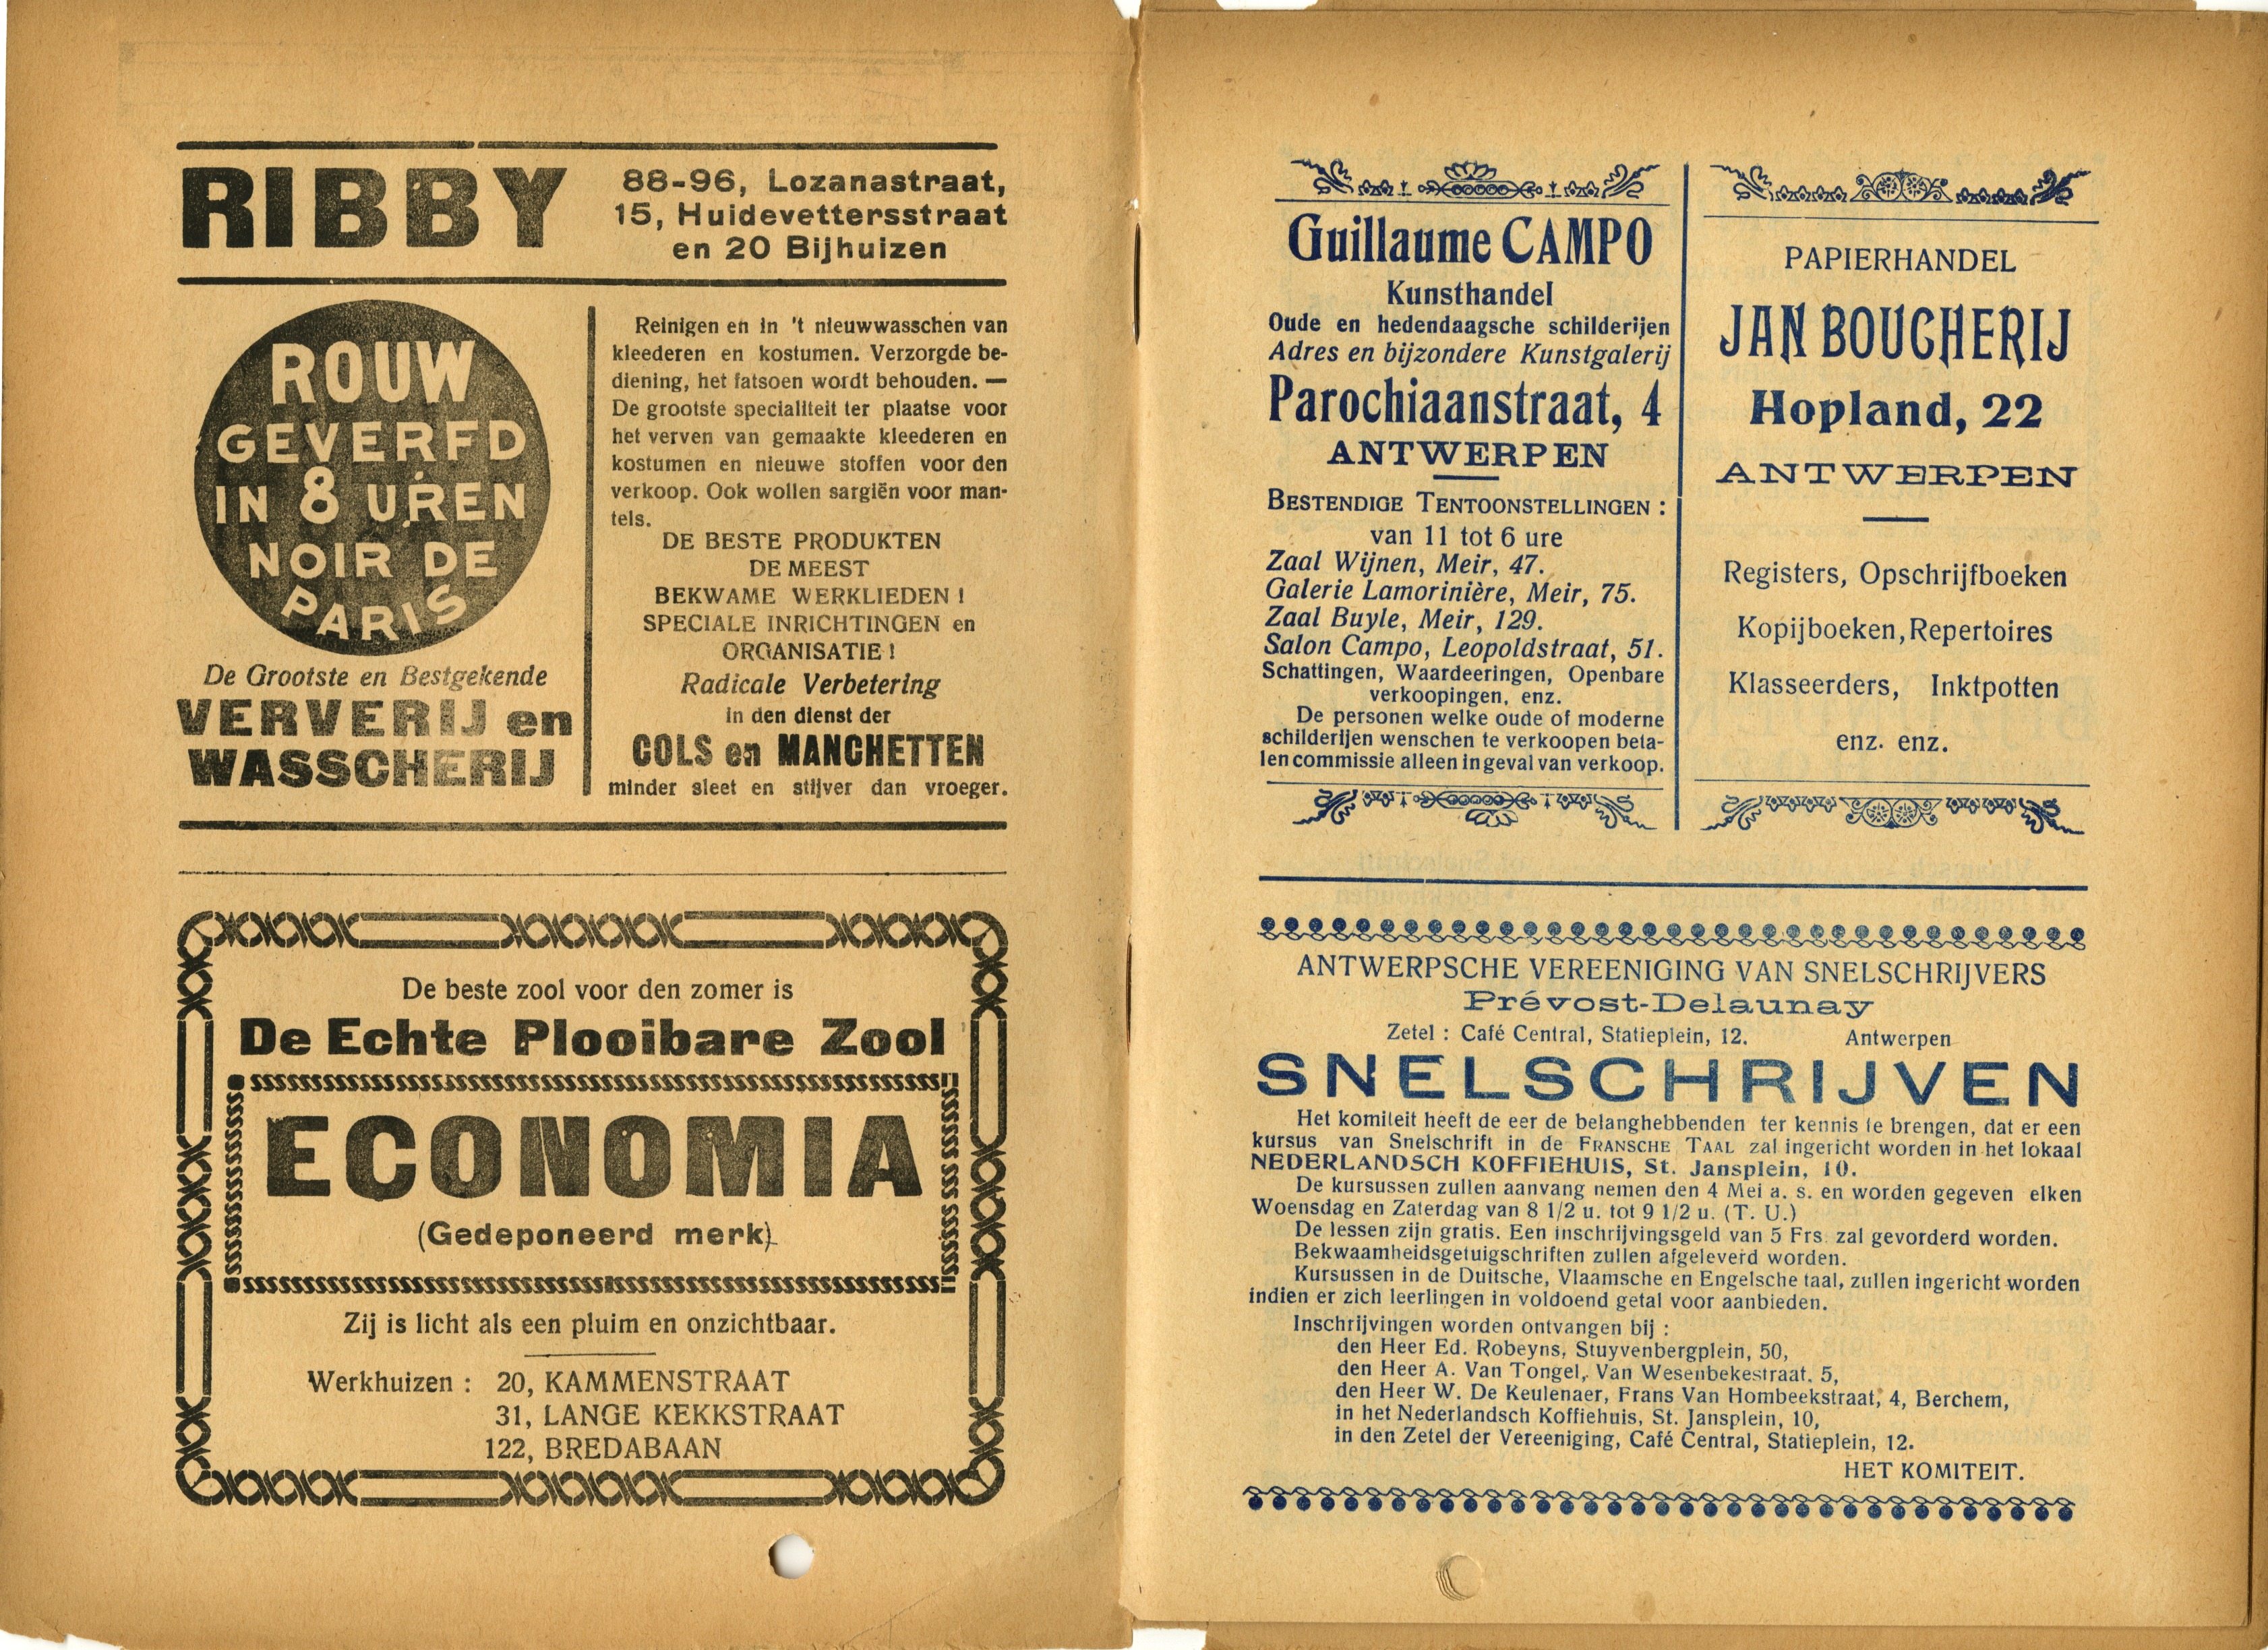 RIBBY
88-96, Lozanastraat,
15, Huidevettersstraat
en 20 Bijhuizen
ROUW
GEVERFD
IN 8 UREN
NOIR DE
PARIS
De Grootste en Bestgekende
VERVERIJ en
WASSCHERIJ
Reinigen en in 't nieuwwasschen van
kleederen en kostumen. Verzorgde be-
diening, het fatsoen wordt behouden. —
De grootste specialiteit ter plaatse voor
het verven van gemaakte kleederen en
kostumen en nieuwe stoffen voor den
verkoop. Ook wollen sargiën voor man-
tels.
DE BESTE PRODUKTEN
DE MEEST
BEKWAME WERKLIEDEN !
SPECIALE INRICHTINGEN en
ORGANISATIE !
Radicale Verbetering
in den dienst der
COLS en MANCHETTEN
minder sleet en stijver dan vroeger.
De beste zool voor den zomer is
De Echte Plooibare Zool
ECONOMIA
(Gedeponeerd merk)
Zij is licht als een pluim en onzichtbaar.
Werkhuizen : 20, KAMMENSTRAAT
31, LANGE KEKKSTRAAT
122, BREDABAAN
Guillaume CAMPO
Kunsthandel
Oude en hedendaagsche schilderijen
Adres en bijzondere Kunstgalerij
Parochiaanstraat, 4
ANTWERPEN
BESTENDIGE TENTOONSTELLINGEN :
van 11 tot 6 ure
Zaal Wijnen, Meir, 47.
Galerie Lamorinière, Meir, 75.
Zaal Buyle, Meir, 129.
Salon Campo, Leopoldstraat, 51.
Schattingen, Waardeeringen, Openbare
verkoopingen, enz.
De personen welke oude of moderne
schilderijen wenschen te verkoopen beta-
len commissie alleen in geval van verkoop.
PAPIERHANDEL
JAN BOUCHERIJ
Hopland, 22
ANTWERPEN
Registers, Opschrijfboeken
Kopijboeken, Repertoires
Klasseerders, Inktpotten
enz. enz.
ANTWERPSCHE VEREENIGING VAN SNELSCHRIJVERS
Prévost-Delaunay
Zetel : Café Central, Statieplein, 12. Antwerpen
SNELSCHRIJVEN
Het komiteit heeft de eer de belanghebbenden ter kennis te brengen, dat er een
kursus van Snelschrift in de FRANSCHE TAAL zal ingericht worden in het lokaal
NEDERLANDSCH KOFFIEHUIS, St. Jansplein, 10.
De kursussen zullen aanvang nemen den 4 Mei a. s. en worden gegeven elken
Woensdag en Zaterdag van 8 1/2 u. tot 9 1/2 u. (T. U.)
De lessen zijn gratis. Een inschrijvingsgeld van 5 Frs. zal gevorderd worden.
Bekwaamheidsgetuigschriften zullen afgeleverd worden.
Kursussen in de Duitsche, Vlaamsche en Engelsche taal, zullen ingericht worden
indien er zich leerlingen in voldoend getal voor aanbieden.
Inschrijvingen worden ontvangen bij :
den Heer Ed. Robeyns, Stuyvenbergplein, 50,
den Heer A. Van Tongel, Van Wesenbekestraat, 5,
den Heer W. De Keulenaer, Frans Van Hombeekstraat, 4, Berchem,
in het Nederlandsch Koffiehuis, St. Jansplein, 10,
in den Zetel der Vereeniging, Café Central, Statieplein, 12.
HET KOMITEIT.